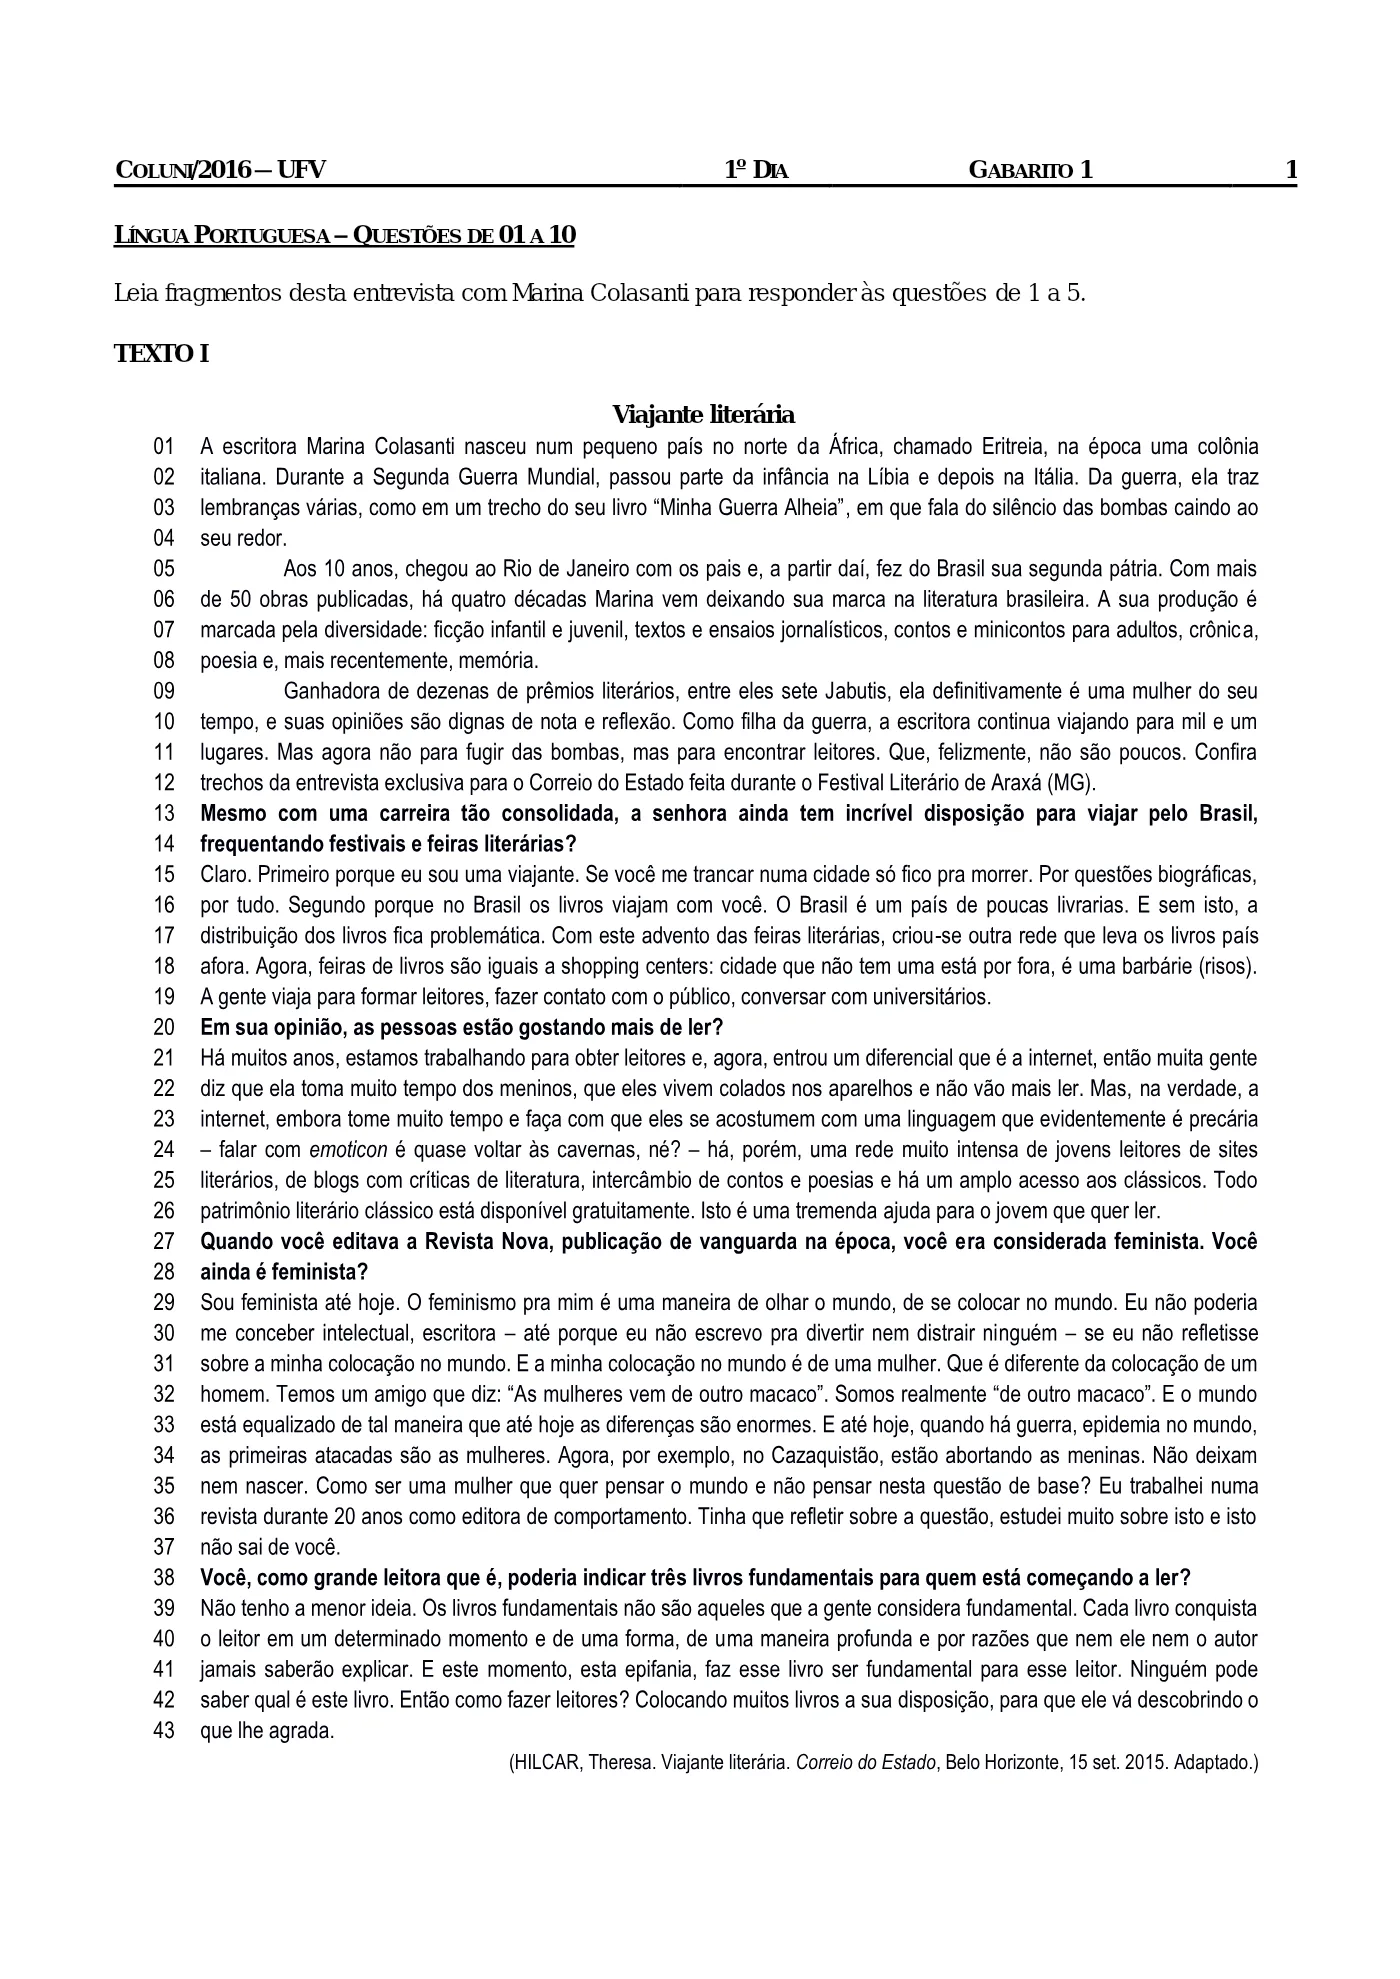 COLUNI/2016 — UFV 1º DIA GABARITO 1 1
LÍNGUA PORTUGUESA – QUESTÕES DE 01 A 10
Leia fragmentos desta entrevista com Marina Colasanti para responder às questões de 1 a 5.
TEXTO I
Viajante literária
01 A escritora Marina Colasanti nasceu num pequeno país no norte da África, chamado Eritreia, na época uma colônia
02 italiana. Durante a Segunda Guerra Mundial, passou parte da infância na Líbia e depois na Itália. Da guerra, ela traz
03 lembranças várias, como em um trecho do seu livro “Minha Guerra Alheia”, em que fala do silêncio das bombas caindo ao
04 seu redor.
05 Aos 10 anos, chegou ao Rio de Janeiro com os pais e, a partir daí, fez do Brasil sua segunda pátria. Com mais
06 de 50 obras publicadas, há quatro décadas Marina vem deixando sua marca na literatura brasileira. A sua produção é
07 marcada pela diversidade: ficção infantil e juvenil, textos e ensaios jornalísticos, contos e minicontos para adultos, crônica,
08 poesia e, mais recentemente, memória.
09 Ganhadora de dezenas de prêmios literários, entre eles sete Jabutis, ela definitivamente é uma mulher do seu
10 tempo, e suas opiniões são dignas de nota e reflexão. Como filha da guerra, a escritora continua viajando para mil e um
11 lugares. Mas agora não para fugir das bombas, mas para encontrar leitores. Que, felizmente, não são poucos. Confira
12 trechos da entrevista exclusiva para o Correio do Estado feita durante o Festival Literário de Araxá (MG).
13 Mesmo com uma carreira tão consolidada, a senhora ainda tem incrível disposição para viajar pelo Brasil,
14 frequentando festivais e feiras literárias?
15 Claro. Primeiro porque eu sou uma viajante. Se você me trancar numa cidade só fico pra morrer. Por questões biográficas,
16 por tudo. Segundo porque no Brasil os livros viajam com você. O Brasil é um país de poucas livrarias. E sem isto, a
17 distribuição dos livros fica problemática. Com este advento das feiras literárias, criou-se outra rede que leva os livros país
18 afora. Agora, feiras de livros são iguais a shopping centers: cidade que não tem uma está por fora, é uma barbárie (risos).
19 A gente viaja para formar leitores, fazer contato com o público, conversar com universitários.
20 Em sua opinião, as pessoas estão gostando mais de ler?
21 Há muitos anos, estamos trabalhando para obter leitores e, agora, entrou um diferencial que é a internet, então muita gente
22 diz que ela toma muito tempo dos meninos, que eles vivem colados nos aparelhos e não vão mais ler. Mas, na verdade, a
23 internet, embora tome muito tempo e faça com que eles se acostumem com uma linguagem que evidentemente é precária
24 – falar com emoticon é quase voltar às cavernas, né? – há, porém, uma rede muito intensa de jovens leitores de sites
25 literários, de blogs com críticas de literatura, intercâmbio de contos e poesias e há um amplo acesso aos clássicos. Todo
26 patrimônio literário clássico está disponível gratuitamente. Isto é uma tremenda ajuda para o jovem que quer ler.
27 Quando você editava a Revista Nova, publicação de vanguarda na época, você era considerada feminista. Você
28 ainda é feminista?
29 Sou feminista até hoje. O feminismo pra mim é uma maneira de olhar o mundo, de se colocar no mundo. Eu não poderia
30 me conceber intelectual, escritora – até porque eu não escrevo pra divertir nem distrair ninguém – se eu não refletisse
31 sobre a minha colocação no mundo. E a minha colocação no mundo é de uma mulher. Que é diferente da colocação de um
32 homem. Temos um amigo que diz: “As mulheres vem de outro macaco”. Somos realmente “de outro macaco”. E o mundo
33 está equalizado de tal maneira que até hoje as diferenças são enormes. E até hoje, quando há guerra, epidemia no mundo,
34 as primeiras atacadas são as mulheres. Agora, por exemplo, no Cazaquistão, estão abortando as meninas. Não deixam
35 nem nascer. Como ser uma mulher que quer pensar o mundo e não pensar nesta questão de base? Eu trabalhei numa
36 revista durante 20 anos como editora de comportamento. Tinha que refletir sobre a questão, estudei muito sobre isto e isto
37 não sai de você.
38 Você, como grande leitora que é, poderia indicar três livros fundamentais para quem está começando a ler?
39 Não tenho a menor ideia. Os livros fundamentais não são aqueles que a gente considera fundamental. Cada livro conquista
40 o leitor em um determinado momento e de uma forma, de uma maneira profunda e por razões que nem ele nem o autor
41 jamais saberão explicar. E este momento, esta epifania, faz esse livro ser fundamental para esse leitor. Ninguém pode
42 saber qual é este livro. Então como fazer leitores? Colocando muitos livros a sua disposição, para que ele vá descobrindo o
43 que lhe agrada.
(HILCAR, Theresa. Viajante literária. Correio do Estado, Belo Horizonte, 15 set. 2015. Adaptado.)